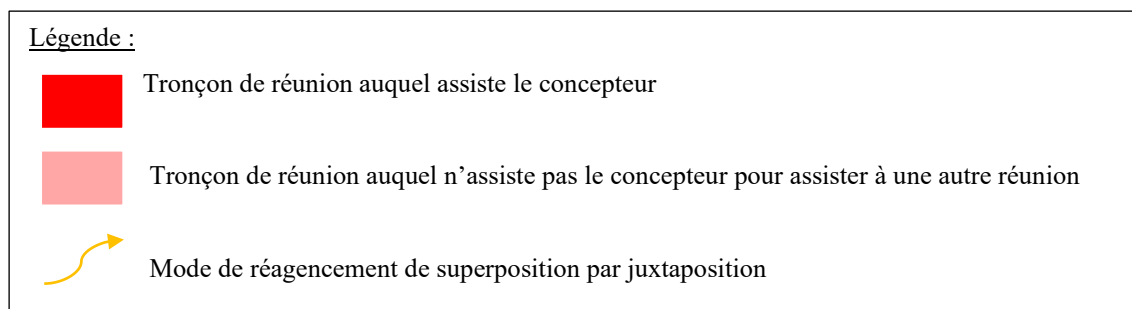 Légende :
Tronçon de réunion auquel assiste le concepteur
Tronçon de réunion auquel n’assiste pas le concepteur pour assister à une autre réunion
Mode de réagencement de superposition par juxtaposition